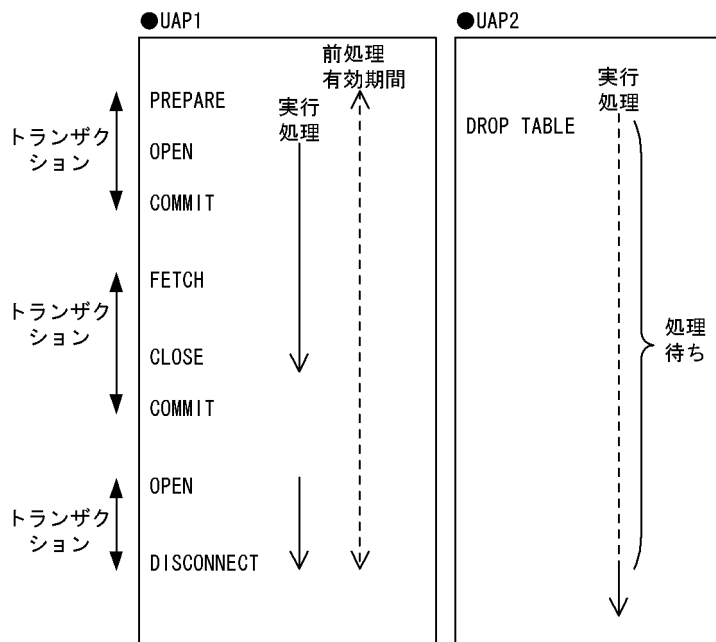 ●UAP1
前処理
有効期間
実行
処理
トランザク
ション
PREPARE
OPEN
COMMIT
トランザク
ション
FETCH
CLOSE
COMMIT
トランザク
ション
OPEN
DISCONNECT
●UAP2
実行
処理
DROP TABLE
処理
待ち